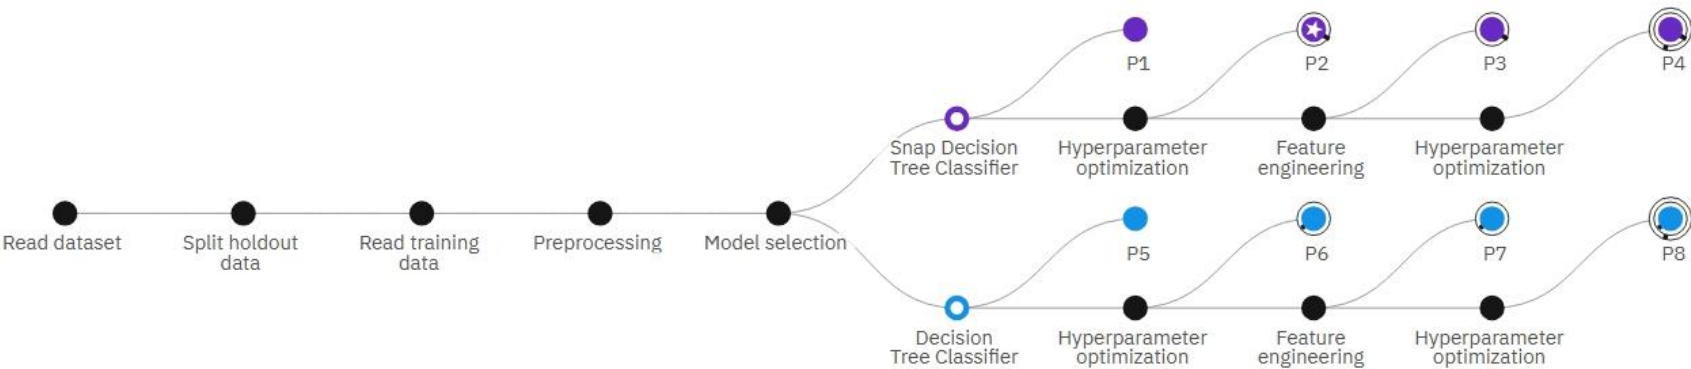 P1
P2
P3
P4
Snap Decision
Tree Classifier
Hyperparameter
optimization
Feature
engineering
Hyperparameter
optimization
Read dataset
Split holdout
data
Read training
data
Preprocessing
Model selection
P5
P6
P7
P8
Decision
Tree Classifier
Hyperparameter
optimization
Feature
engineering
Hyperparameter
optimization